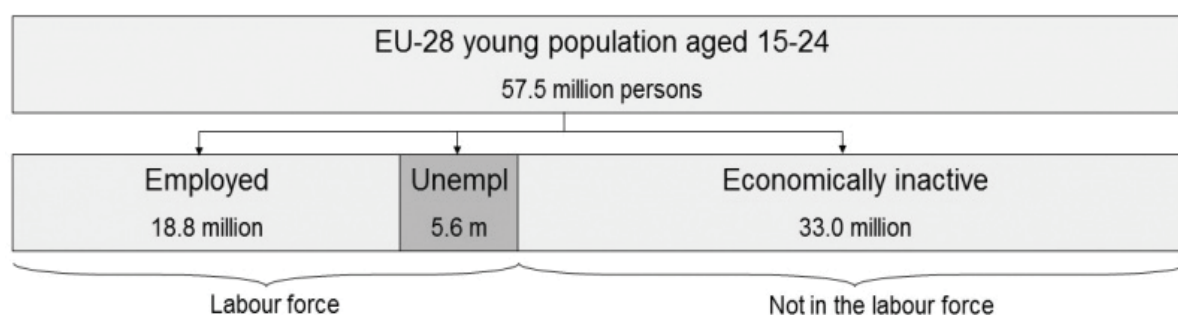 EU-28 young population aged 15-24
57.5 million persons
Employed
18.8 million
Unempl
5.6 m
Economically inactive
33.0 million
Labour force
Not in the labour force